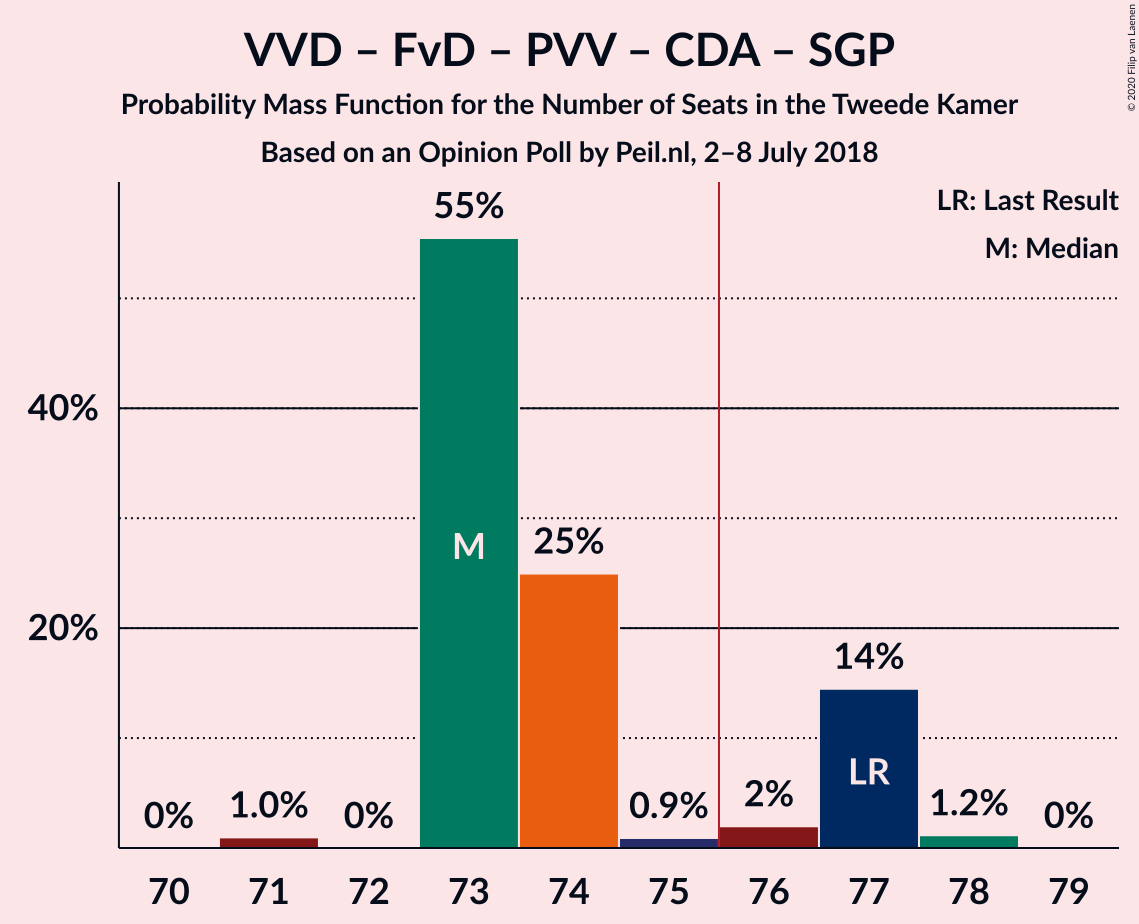 VVD – FvD – PVV – CDA – SGP
Probability Mass Function for the Number of Seats in the Tweede Kamer
Based on an Opinion Poll by Peil.nl, 2–8 July 2018
© 2020 Filip van Laenen
LR: Last Result
M: Median
55%
40%
M
25%
20%
14%
LR
0%
1.0%
0%
0.9%
2%
1.2%
0%
70 71 72 73 74 75 76 77 78 79